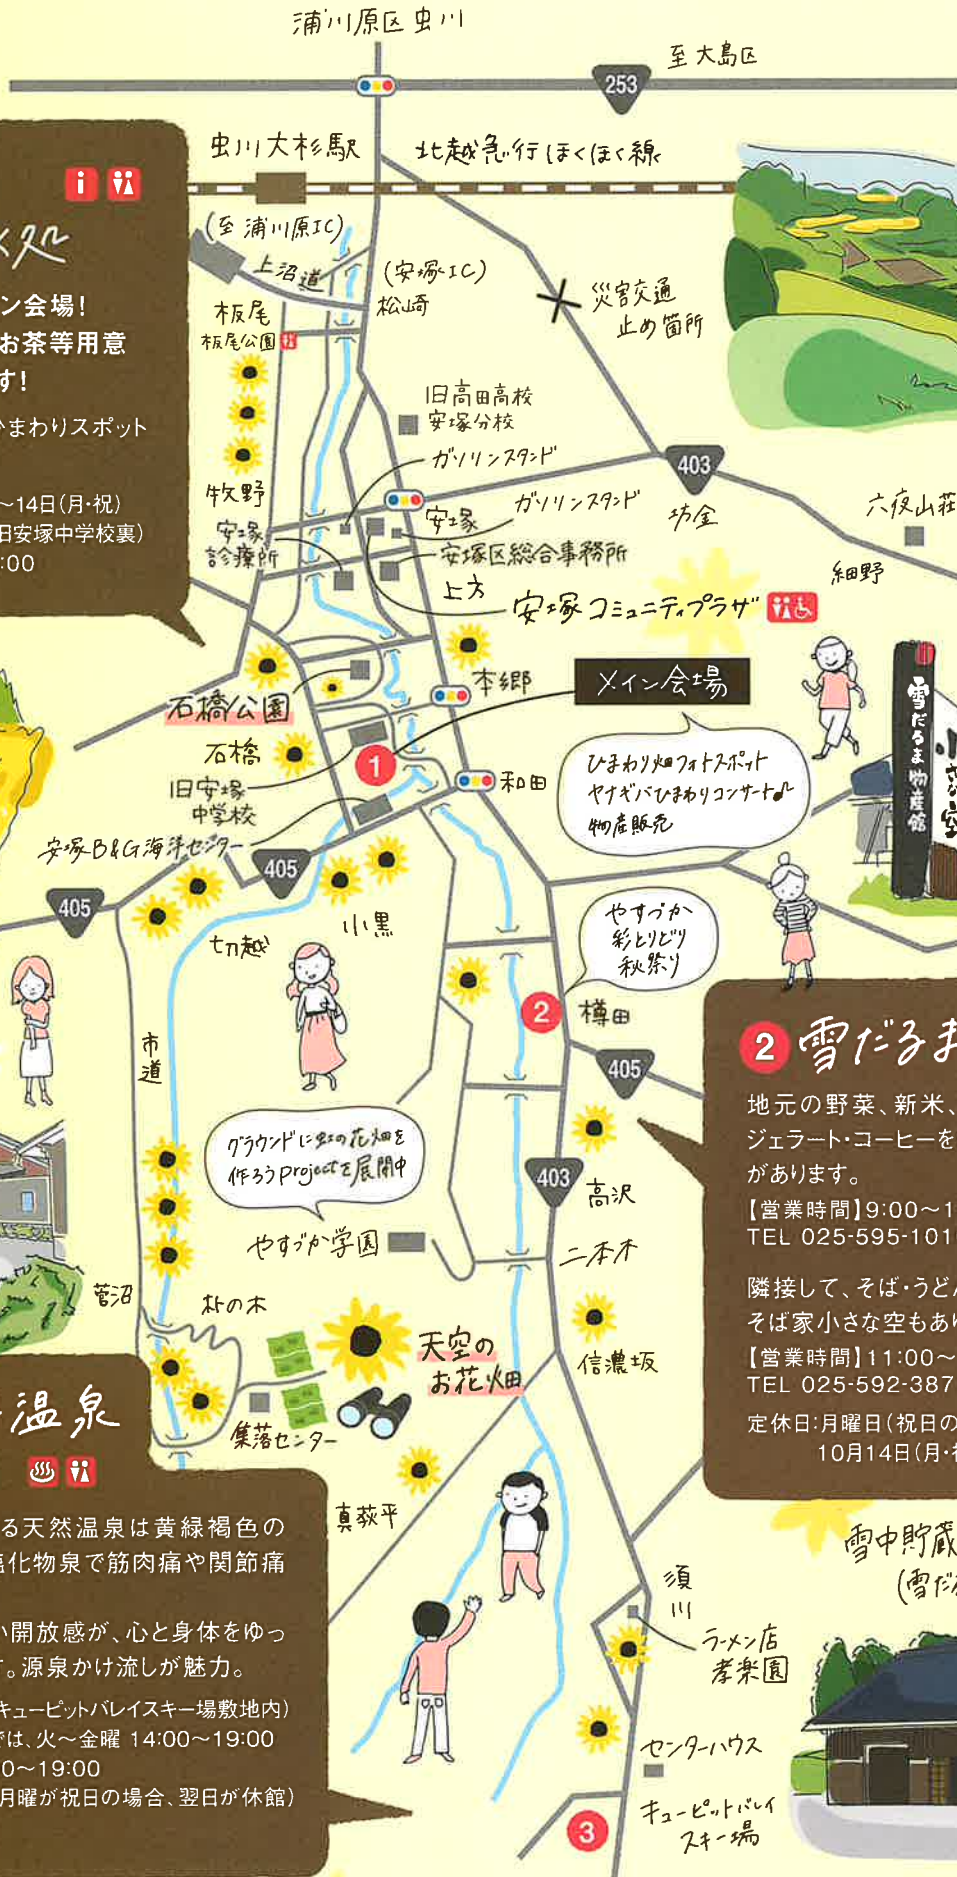 浦川原区虫川
至 大島区
253
虫川大杉駅
北越急行 ほくほく線
(至 浦川原IC)
上沼道
(安塚IC)
松崎
板尾
板尾公園
災害交通
止め箇所
処
ン会場!
お茶等用意
す!
ひまわりスポット
～14日(月・祝)
旧安塚中学校裏)
:00
旧高田高校
安塚分校
ガソリンスタンド
403
牧野
安塚
ガソリンスタンド
坊金
六夜山荘
安塚
診療所
安塚区総合事務所
上方
細野
安塚コミュニティプラザ
石橋公園
本郷
メイン会場
石橋
1
旧安塚
中学校
和田
ひまわり畑フォトスポット
ヤナギバひまわりコンサート♪
物産販売
雪だるま物産館
小さな空
安塚B&G海洋センター
405
405
切越
小黒
やすづか
彩とりどり
秋祭り
2
樽田
405
市道
グラウンドに虹の花畑を
作ろうprojectを展開中
やすづか学園
403
高沢
二本木
菅沼
朴の木
天空の
お花畑
信濃坂
集落センター
真荻平
2 雪だるま
地元の野菜、新米、
ジェラート・コーヒーを
があります。
【営業時間】9:00～1
TEL 025-595-101
隣接して、そば・うどん
そば家小さな空もあり
【営業時間】11:00～
TEL 025-592-387
定休日:月曜日(祝日の
10月14日(月・祝
温泉
る天然温泉は黄緑褐色の
塩化物泉で筋肉痛や関節痛
い開放感が、心と身体をゆっ
す。源泉かけ流しが魅力。
キューピットバレイスキー場敷地内)
では、火～金曜 14:00～19:00
0～19:00
月曜が祝日の場合、翌日が休館)
雪中貯蔵
(雪だ
須川
ラーメン店
孝楽園
センターハウス
キューピットバレイ
スキー場
3